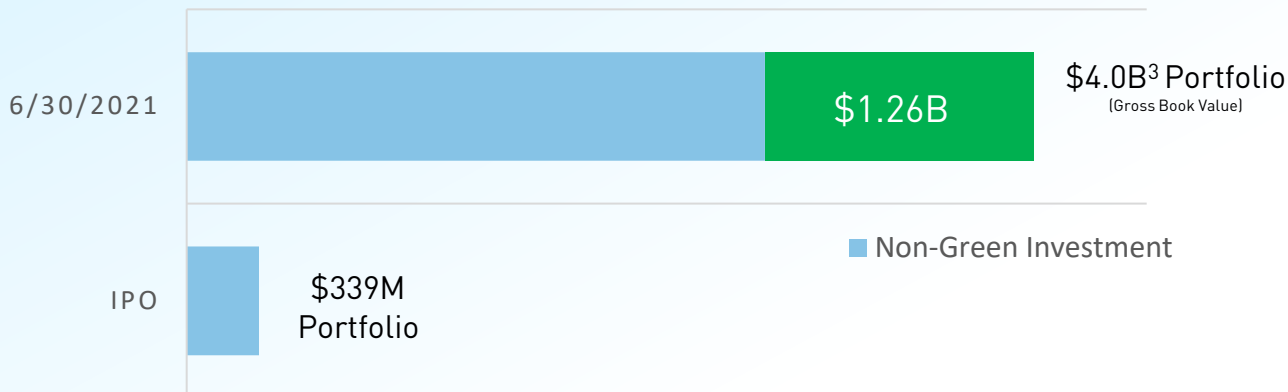 6/30/2021
$1.26B
$4.0B³ Portfolio
(Gross Book Value)
Non-Green Investment
IPO
$339M
Portfolio